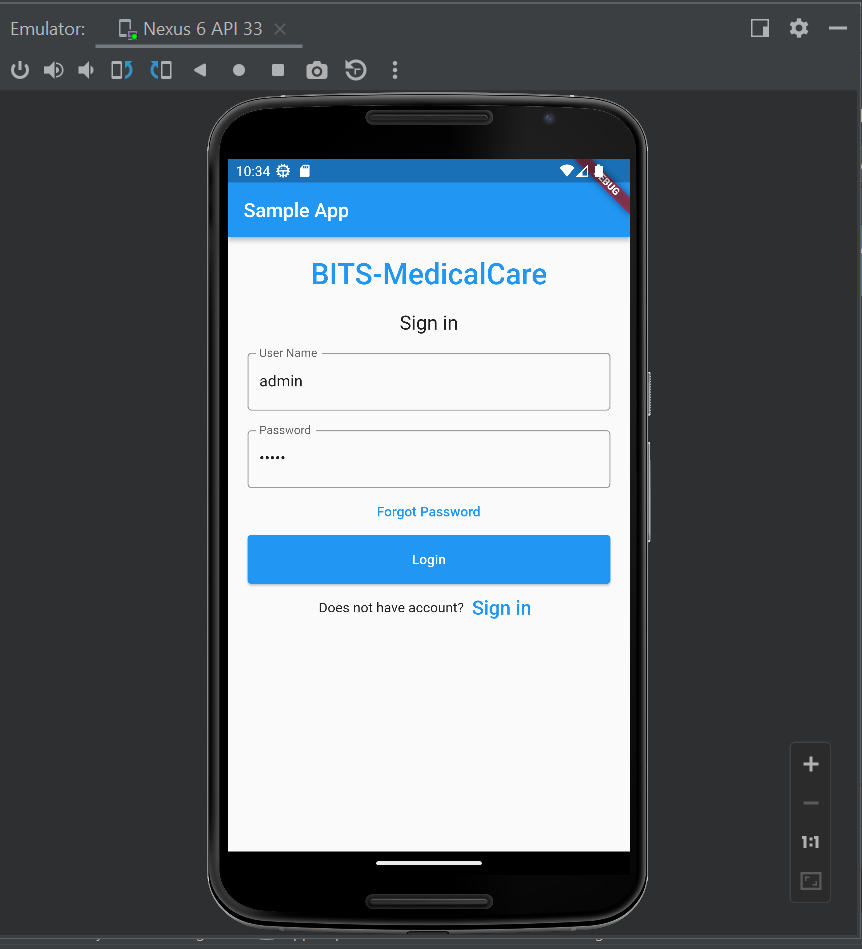 Emulator: Nexus 6 API 33
10:34
DEBUG
Sample App
BITS-MedicalCare
Sign in
User Name
admin
Password
•••••
Forgot Password
Login
Does not have account? Sign in
1:1